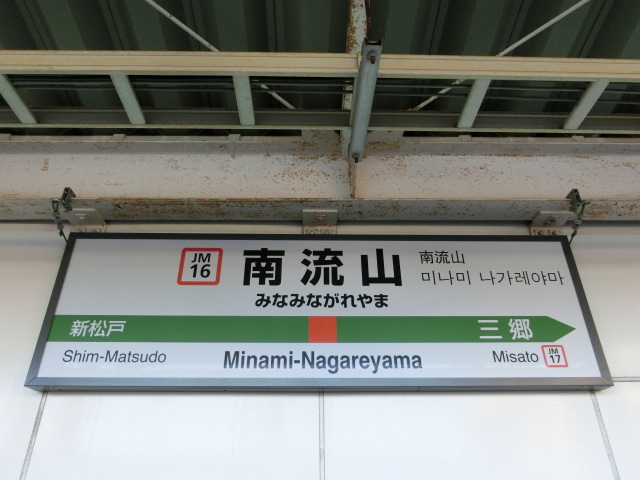 JM
16
南流山
みなみながれやま
南流山
미나미 나가레야마
新松戸
三郷
Shim-Matsudo
Minami-Nagareyama
Misato
JM
17